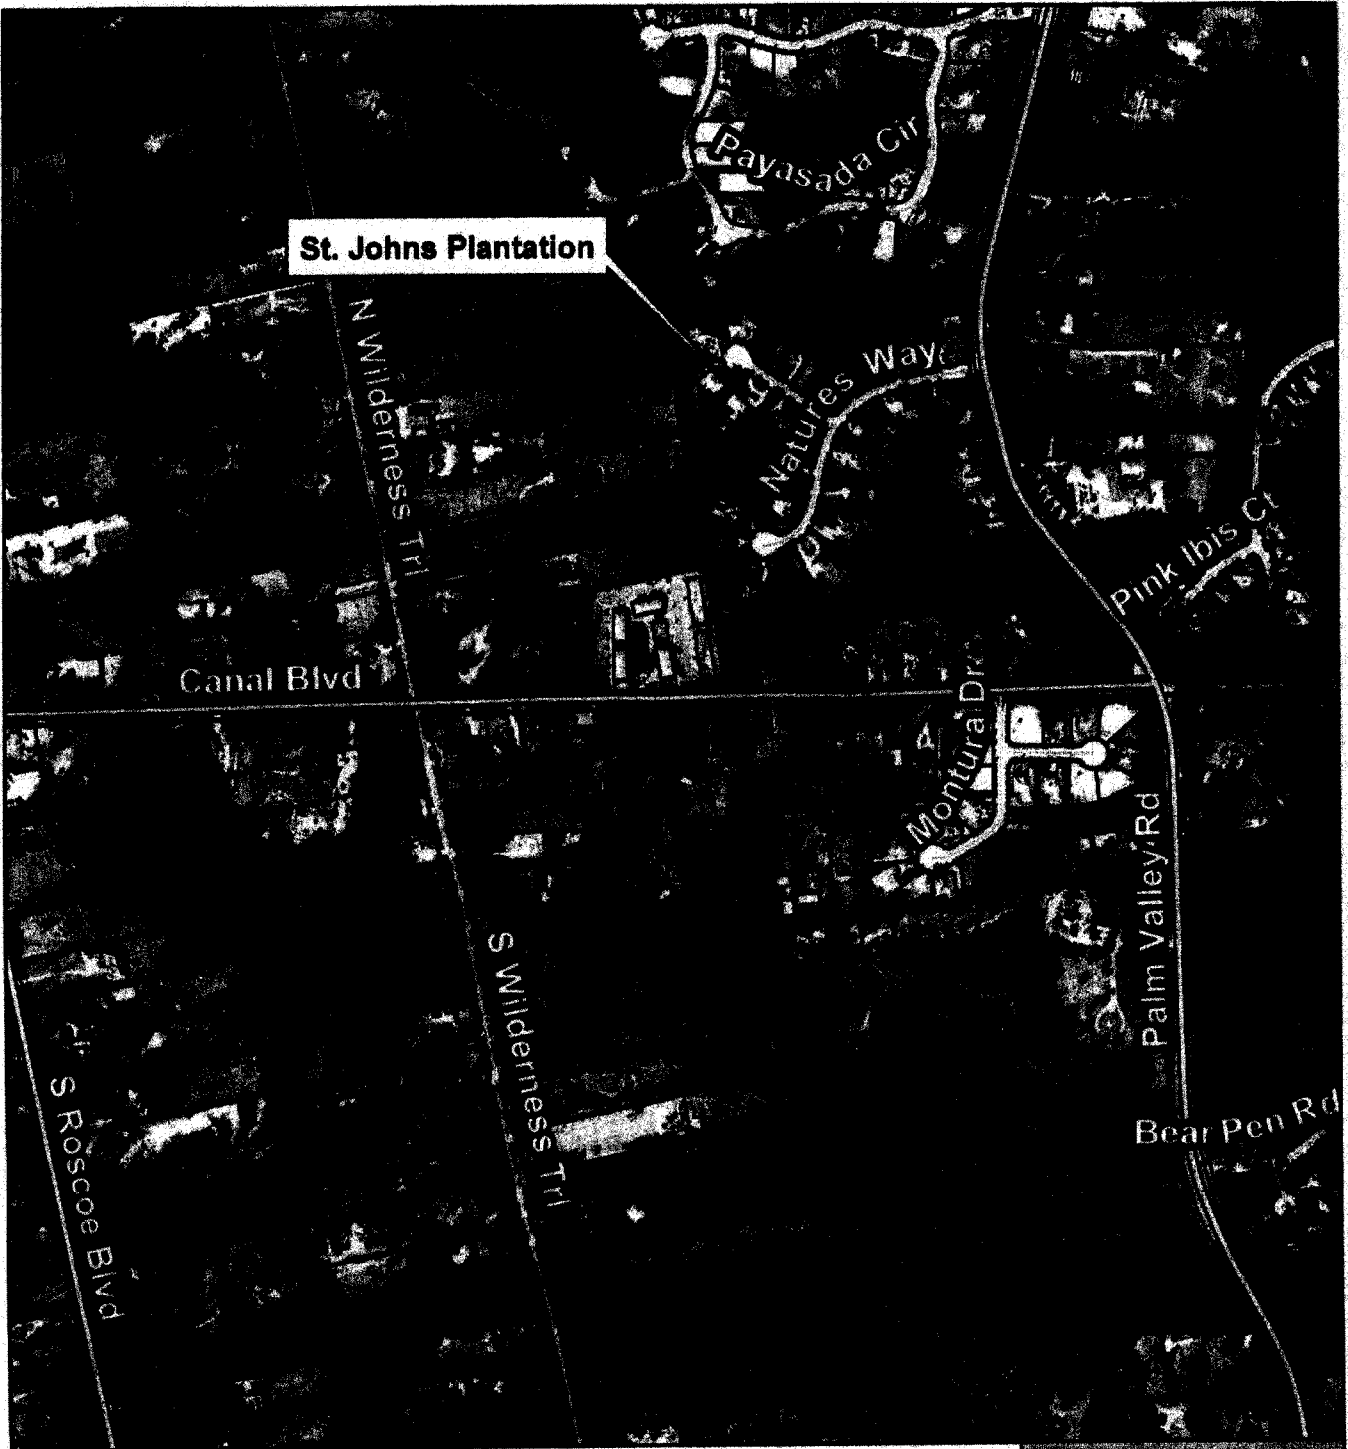 Payasada Cir
St. Johns Plantation
N Wilderness Trl
Natures Way
Pink Ibis Ct
Canal Blvd
Montura Dr
Palm Valley Rd
S Wilderness Trl
S Roscoe Blvd
Bear Pen Rd